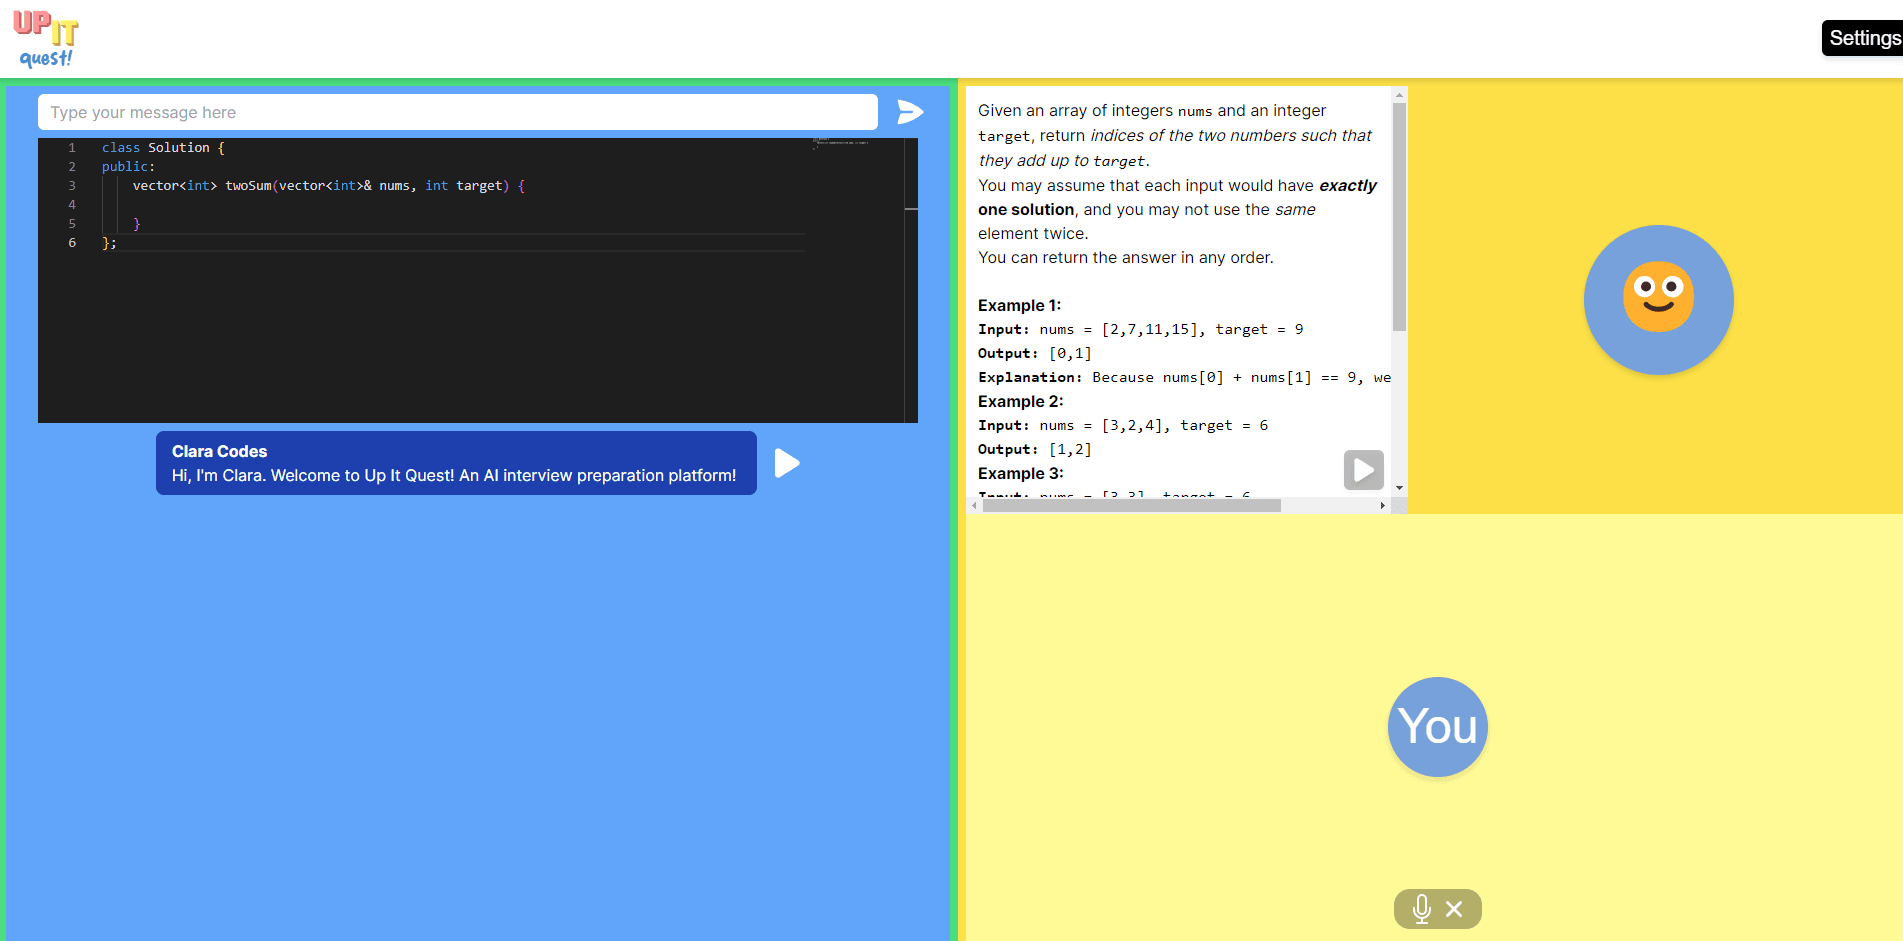 UP IT
quest!
Settings
Type your message here
1 class Solution {
2 public:
3 vector<int> twoSum(vector<int>& nums, int target) {
4
5 }
6 };
Clara Codes
Hi, I'm Clara. Welcome to Up It Quest! An AI interview preparation platform!
Given an array of integers nums and an integer
target, return indices of the two numbers such that
they add up to target.
You may assume that each input would have exactly
one solution, and you may not use the same
element twice.
You can return the answer in any order.
Example 1:
Input: nums = [2,7,11,15], target = 9
Output: [0,1]
Explanation: Because nums[0] + nums[1] == 9, we
Example 2:
Input: nums = [3,2,4], target = 6
Output: [1,2]
Example 3:
Input: nums = [3,3], target = 6
You